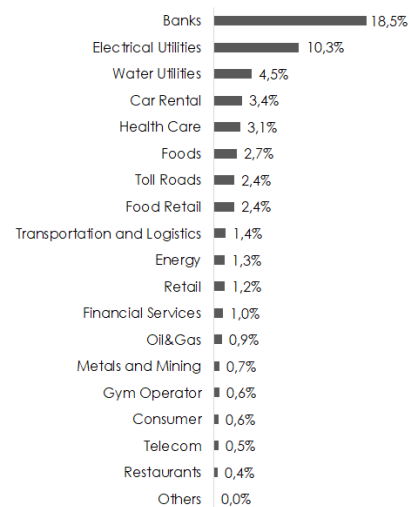 Banks 18,5%
Electrical Utilities 10,3%
Water Utilities 4,5%
Car Rental 3,4%
Health Care 3,1%
Foods 2,7%
Toll Roads 2,4%
Food Retail 2,4%
Transportation and Logistics 1,4%
Energy 1,3%
Retail 1,2%
Financial Services 1,0%
Oil&Gas 0,9%
Metals and Mining 0,7%
Gym Operator 0,6%
Consumer 0,6%
Telecom 0,5%
Restaurants 0,4%
Others 0,0%